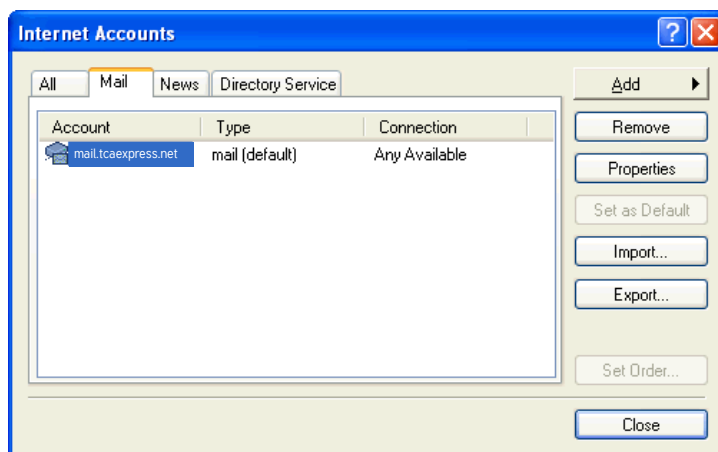 Internet Accounts
All Mail News Directory Service
Add
Account Type Connection
Remove
mail.tcaexpress.net mail (default) Any Available
Properties
Set as Default
Import...
Export...
Set Order...
Close